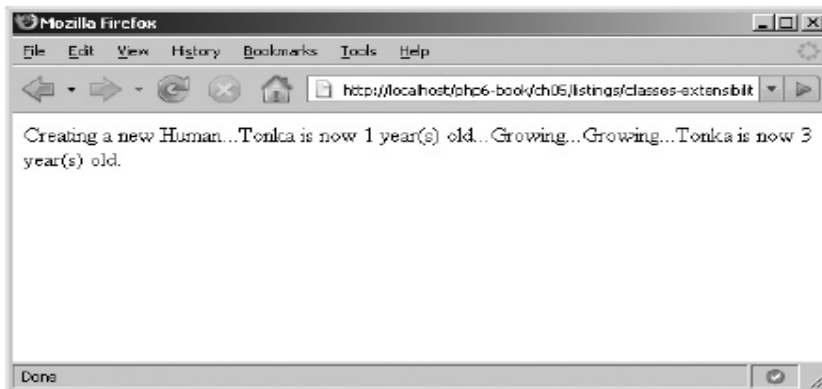 Mozilla Firefox
File Edit View History Bookmarks Tools Help
http://localhost/php6-book/ch05/listings/classes-extensibilit
Creating a new Human...Tonka is now 1 year(s) old...Growing...Growing...Tonka is now 3
year(s) old.
Done